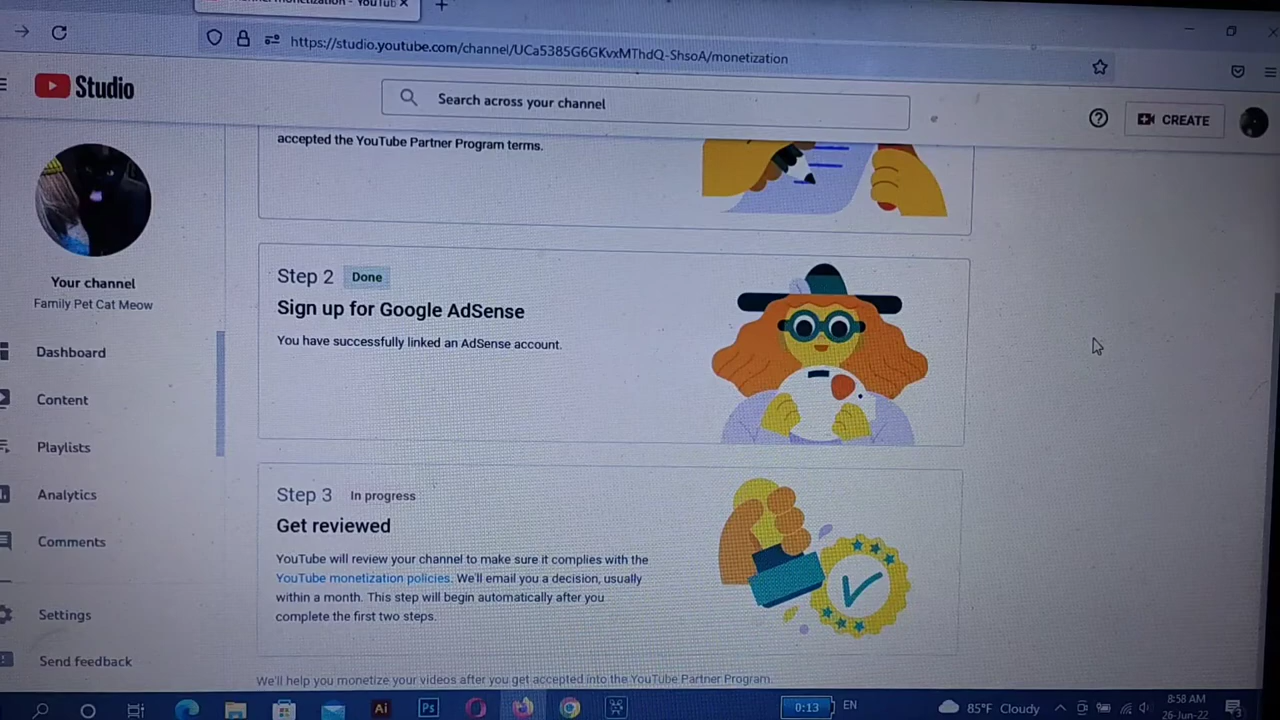 https://studio.youtube.com/channel/UCa5385G6GKvxMThdQ-ShsoA/monetization
Studio
Search across your channel
CREATE
accepted the YouTube Partner Program terms.
Your channel
Family Pet Cat Meow
Dashboard
Content
Playlists
Analytics
Comments
Settings
Send feedback
Step 2 Done
Sign up for Google AdSense
You have successfully linked an AdSense account.
Step 3 In progress
Get reviewed
YouTube will review your channel to make sure it complies with the
YouTube monetization policies. We'll email you a decision, usually
within a month. This step will begin automatically after you
complete the first two steps.
We'll help you monetize your videos after you get accepted into the YouTube Partner Program.
Ai
Ps
0:13
EN
85°F Cloudy
8:58 AM
26-Jun-22
3